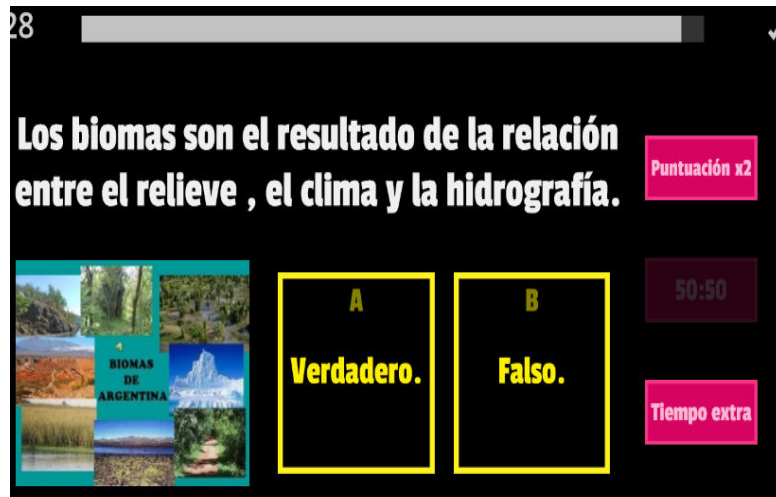 28
Los biomas son el resultado de la relación
entre el relieve , el clima y la hidrografía.
Puntuación x2
50:50
Tiempo extra
BIOMAS
DE
ARGENTINA
A
Verdadero.
B
Falso.